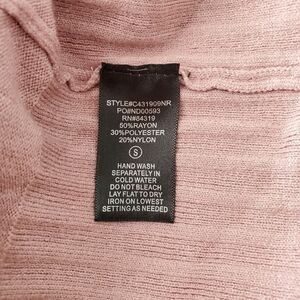 STYLE#C431909NR
PO#ND00593
RN#84319
50%RAYON
30%POLYESTER
20%NYLON
S
HAND WASH
SEPARATELY IN
COLD WATER
DO NOT BLEACH
LAY FLAT TO DRY
IRON ON LOWEST
SETTING AS NEEDED